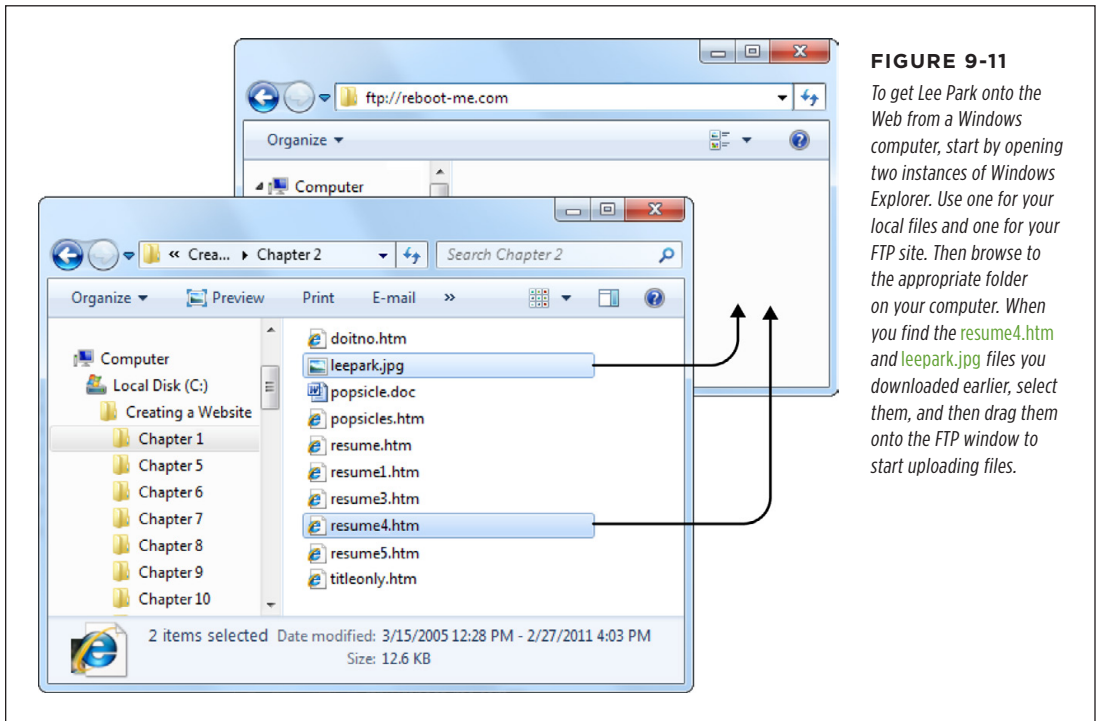 ftp://reboot-me.com
Organize
Computer
« Crea... Chapter 2
Search Chapter 2
Organize Preview Print E-mail »
Computer
Local Disk (C:)
Creating a Website
Chapter 1
Chapter 5
Chapter 6
Chapter 7
Chapter 8
Chapter 9
Chapter 10
doitno.htm
leepark.jpg
popsicle.doc
popsicles.htm
resume.htm
resume1.htm
resume3.htm
resume4.htm
resume5.htm
titleonly.htm
2 items selected Date modified: 3/15/2005 12:28 PM - 2/27/2011 4:03 PM
Size: 12.6 KB
FIGURE 9-11
To get Lee Park onto the
Web from a Windows
computer, start by opening
two instances of Windows
Explorer. Use one for your
local files and one for your
FTP site. Then browse to
the appropriate folder
on your computer. When
you find the resume4.htm
and leepark.jpg files you
downloaded earlier, select
them, and then drag them
onto the FTP window to
start uploading files.